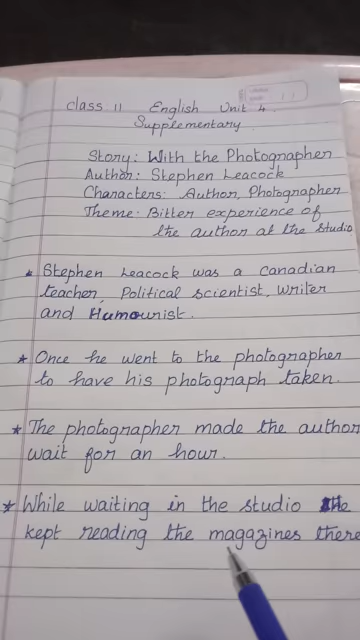 Class 11 English Unit 4.
Supplementary
Story: With the Photographer
Author: Stephen Leacock
Characters: Author, Photographer
Theme: Bitter experience of
the author at the studio
* Stephen Leacock was a Canadian
teacher, Political scientist, writer
and Humourist.
* Once he went to the photographer
to have his photograph taken.
* The photographer made the author
wait for an hour.
* While waiting in the studio he
kept reading the magazines there